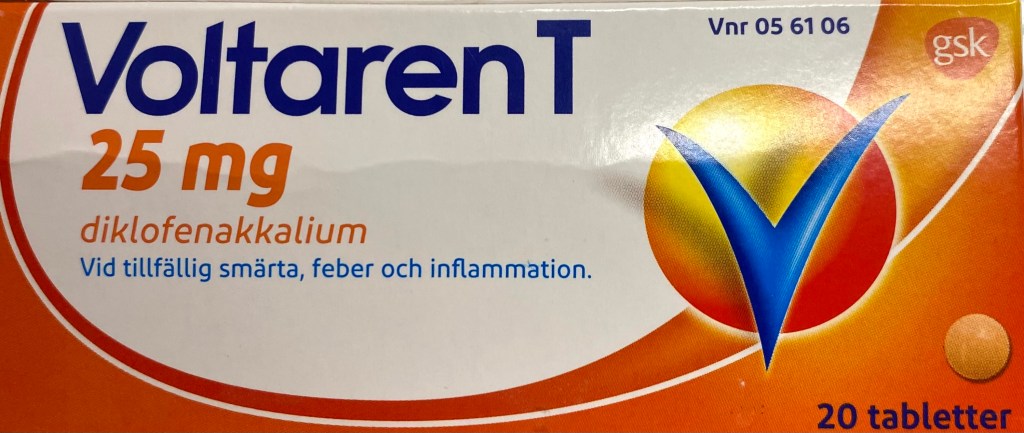 Voltaren T
Vnr 05 61 06
gsk
25 mg
diklofenakkalium
Vid tillfällig smärta, feber och inflammation.
20 tabletter